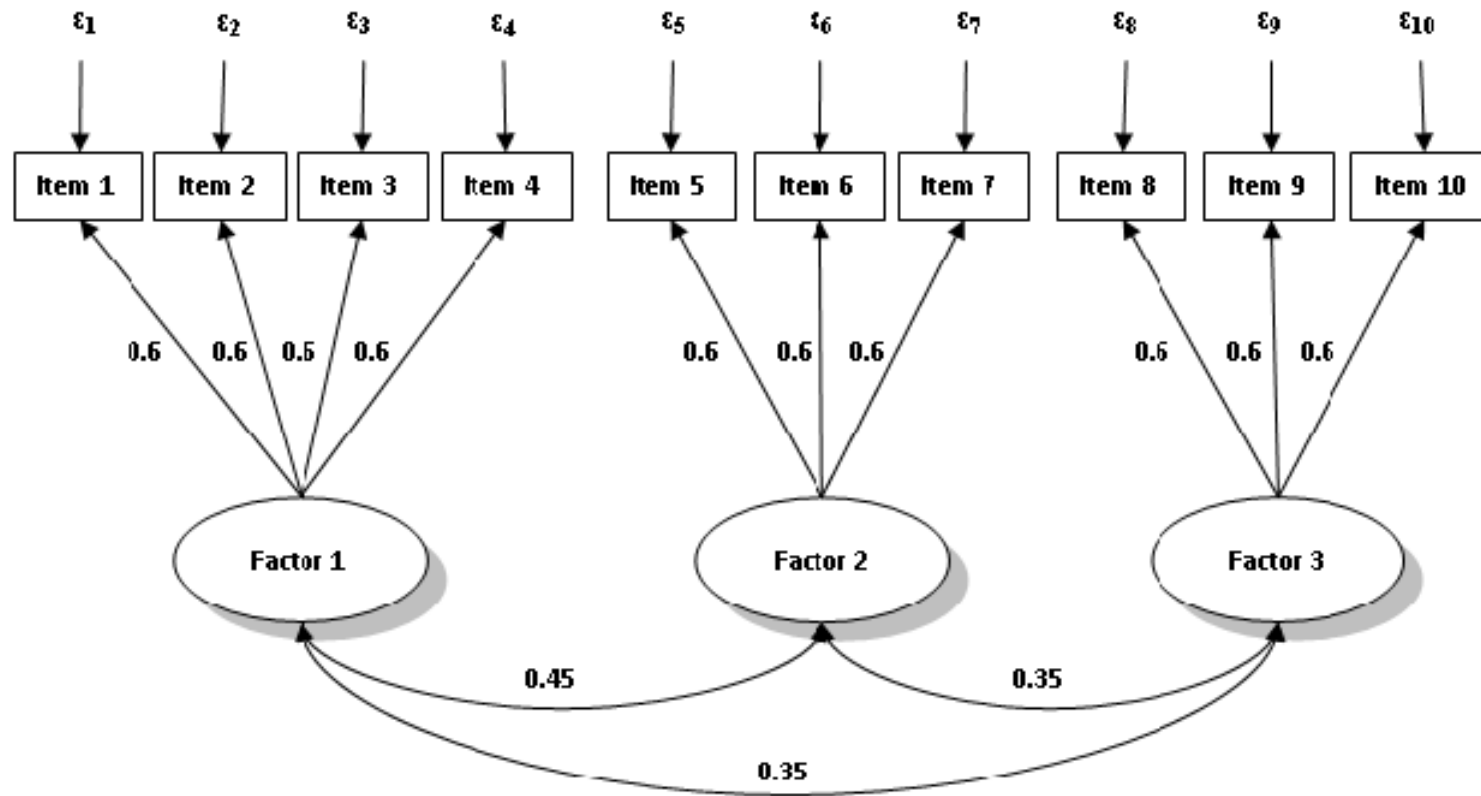 ε1 ε2 ε3 ε4 ε5 ε6 ε7 ε8 ε9 ε10
Item 1 Item 2 Item 3 Item 4 Item 5 Item 6 Item 7 Item 8 Item 9 Item 10
0.6 0.6 0.6 0.6 0.6 0.6 0.6 0.6 0.6 0.6
Factor 1 Factor 2 Factor 3
0.45 0.35
0.35